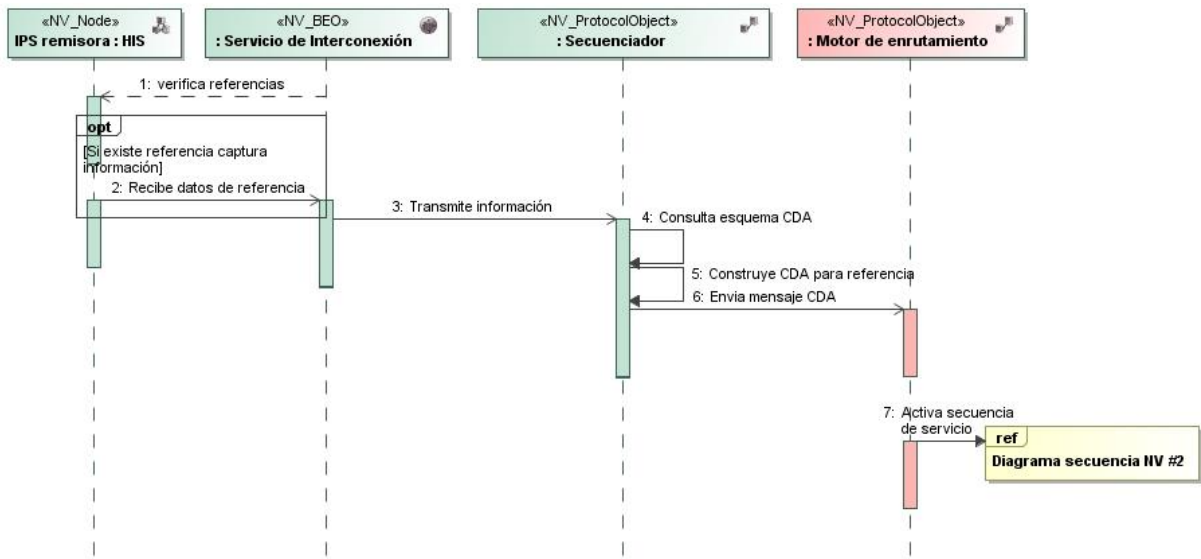 «NV_Node»
IPS remisora : HIS
«NV_BEO»
: Servicio de Interconexión
«NV_ProtocolObject»
: Secuenciador
«NV_ProtocolObject»
: Motor de enrutamiento
1: verifica referencias
opt
[Si existe referencia captura
información]
2: Recibe datos de referencia
3: Transmite información
4: Consulta esquema CDA
5: Construye CDA para referencia
6: Envia mensaje CDA
7: Activa secuencia
de servicio
ref
Diagrama secuencia NV #2